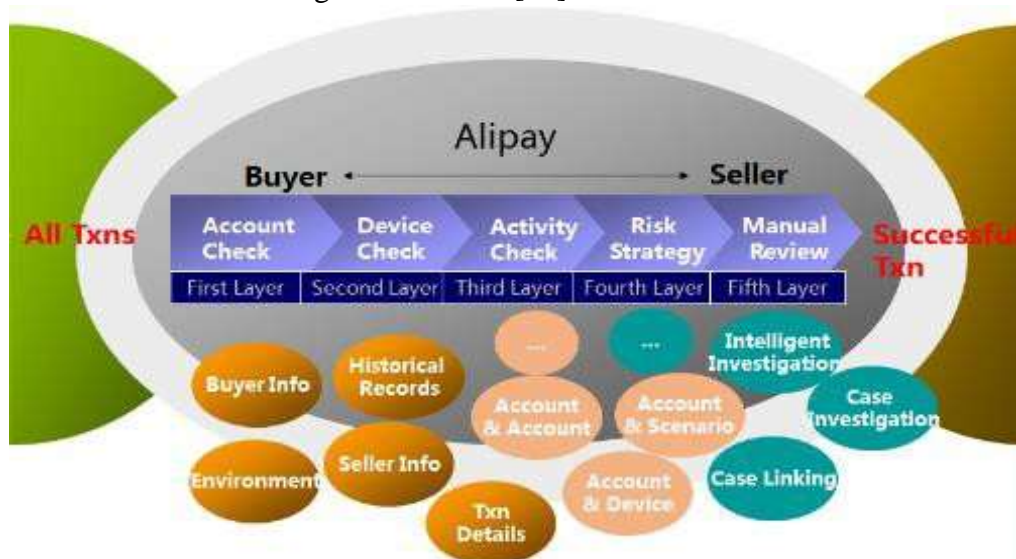 Alipay
Buyer
Seller
All Txns
Account
Check
Device
Check
Activity
Check
Risk
Strategy
Manual
Review
Successful
Txn
First Layer
Second Layer
Third Layer
Fourth Layer
Fifth Layer
Buyer Info
Historical
Records
...
...
Intelligent
Investigation
Account
& Account
Account
& Scenario
Case
Investigation
Environment
Seller Info
Txn
Details
Account
& Device
Case Linking